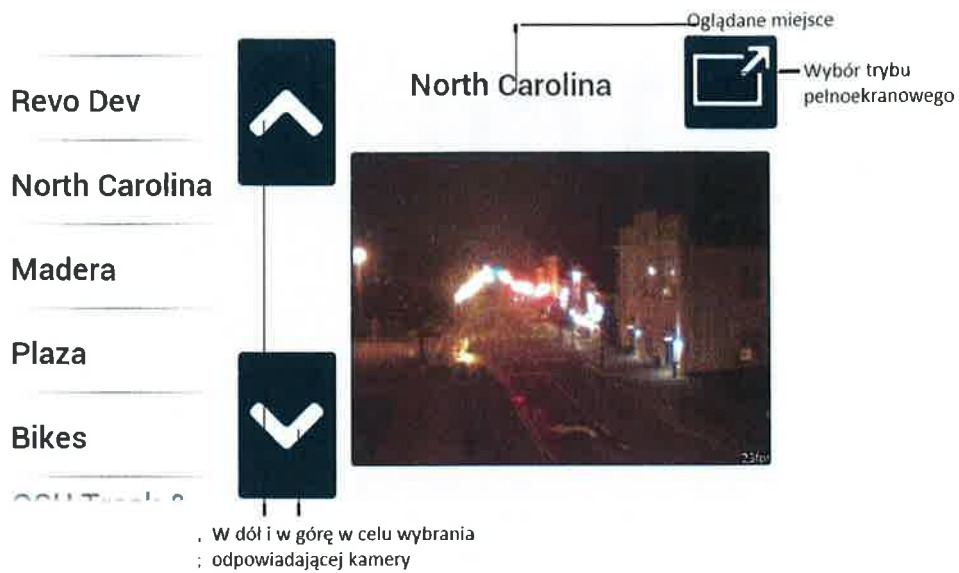 Oglądane miejsce
North Carolina
Wybór trybu
pełnoekranowego
Revo Dev
North Carolina
Madera
Plaza
Bikes
23fps
W dół i w górę w celu wybrania
odpowiadającej kamery